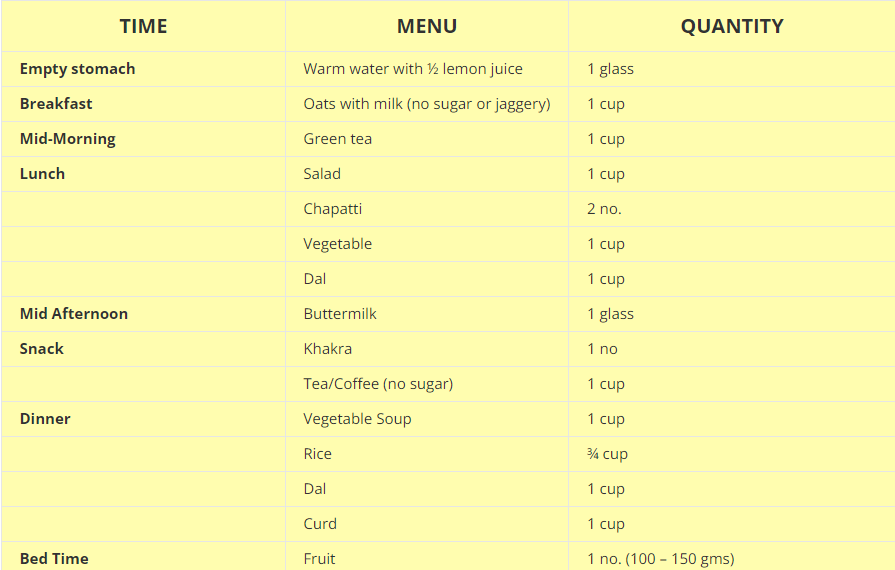 TIME MENU QUANTITY
Empty stomach Warm water with ½ lemon juice 1 glass
Breakfast Oats with milk (no sugar or jaggery) 1 cup
Mid-Morning Green tea 1 cup
Lunch Salad 1 cup
Chapatti 2 no.
Vegetable 1 cup
Dal 1 cup
Mid Afternoon Buttermilk 1 glass
Snack Khakra 1 no
Tea/Coffee (no sugar) 1 cup
Dinner Vegetable Soup 1 cup
Rice ¾ cup
Dal 1 cup
Curd 1 cup
Bed Time Fruit 1 no. (100 – 150 gms)